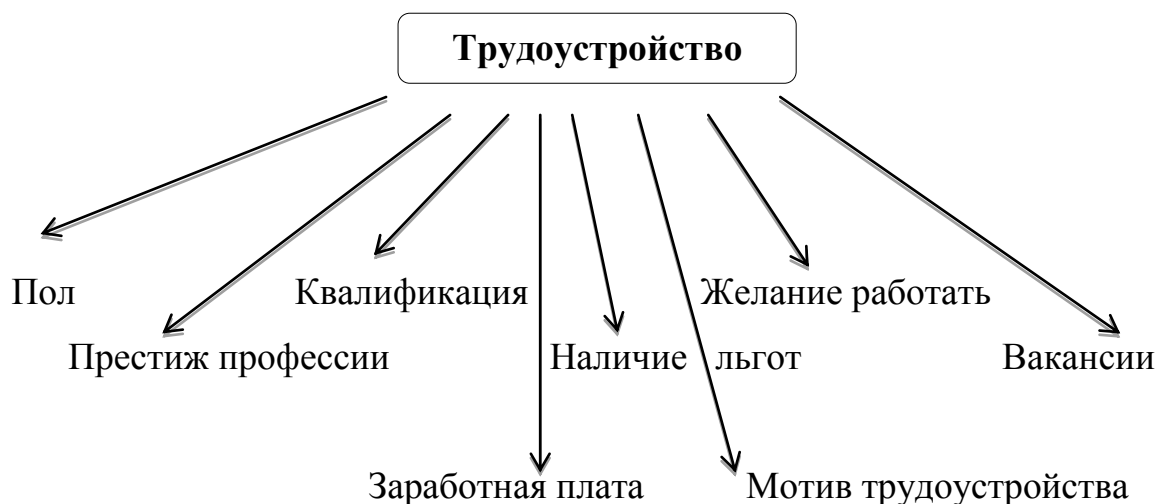 Трудоустройство
Пол Квалификация Желание работать
Престиж профессии Наличие льгот Вакансии
Заработная плата Мотив трудоустройства